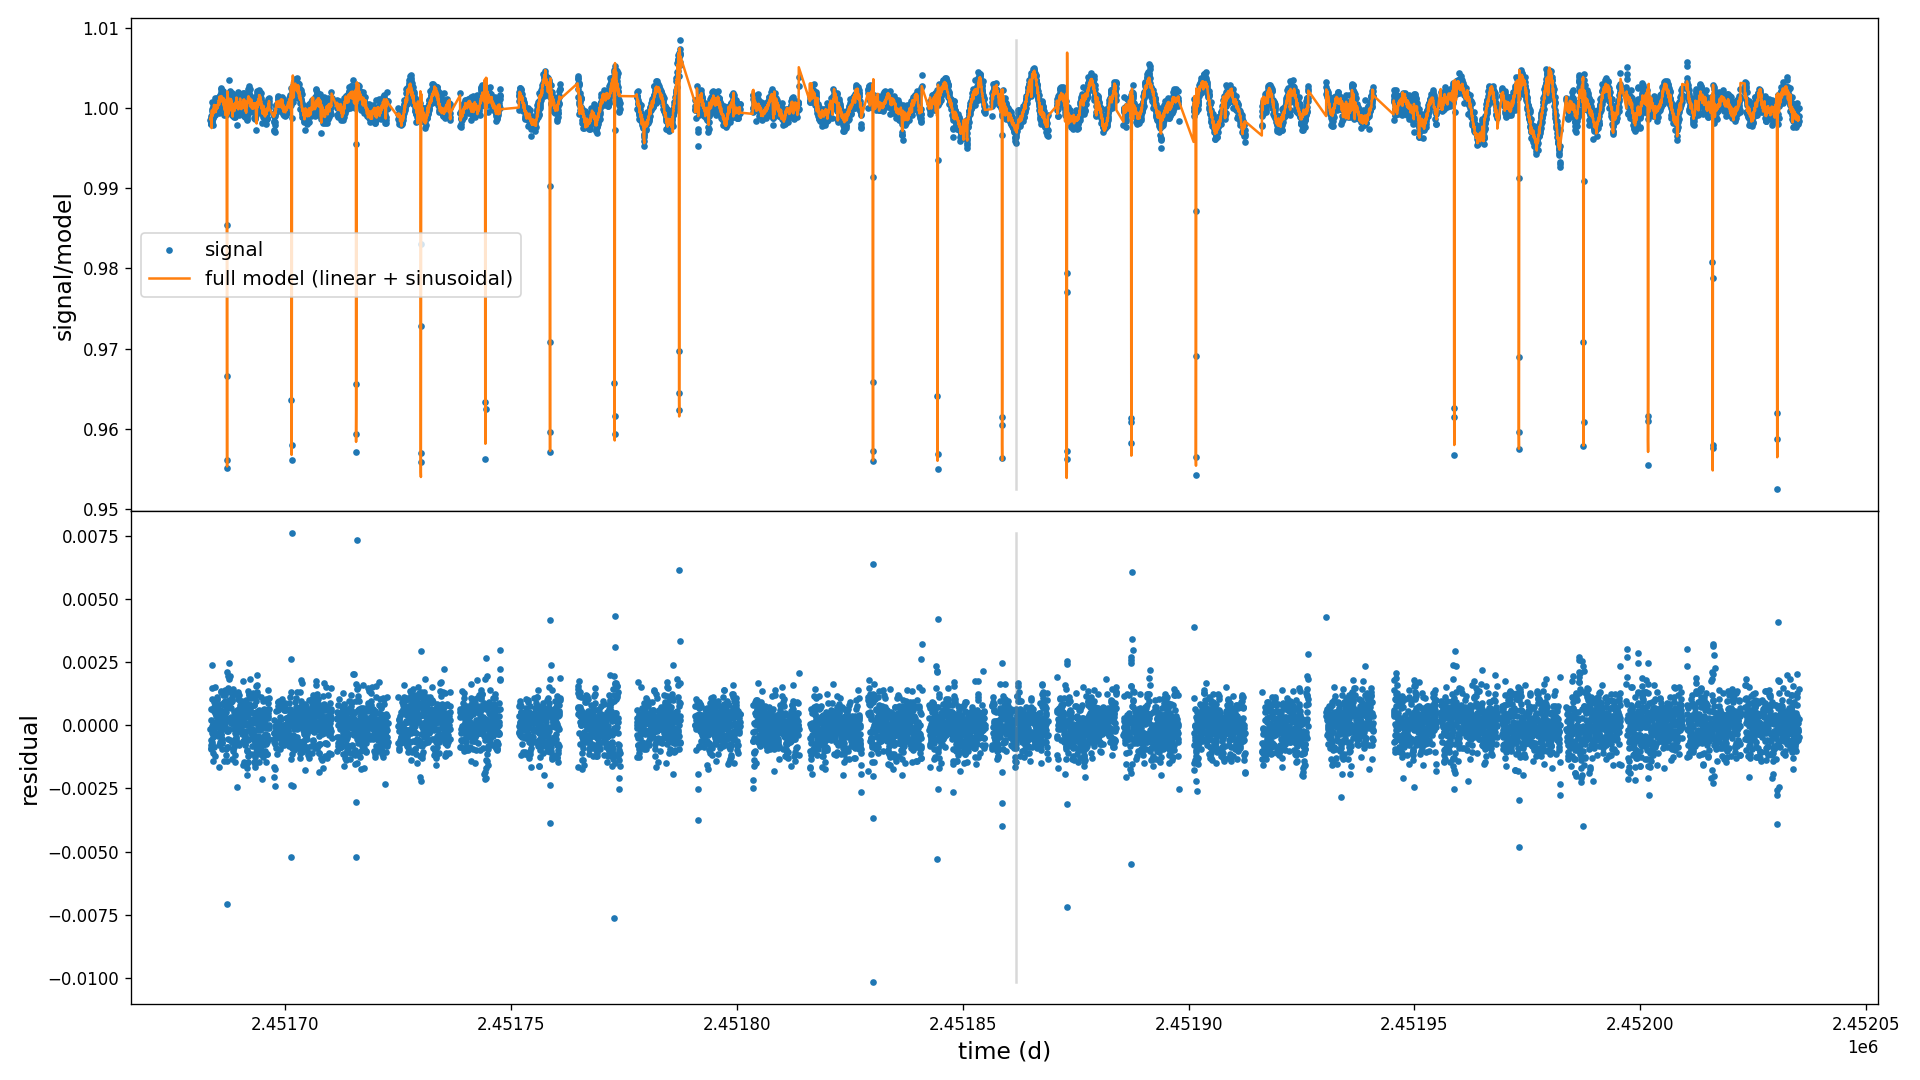 1.01
1.00
0.99
0.98
0.97
0.96
0.95
signal/model
signal
full model (linear + sinusoidal)
0.0075
0.0050
0.0025
0.0000
−0.0025
−0.0050
−0.0075
−0.0100
residual
2.45170 2.45175 2.45180 2.45185 2.45190 2.45195 2.45200 2.45205
1e6
time (d)